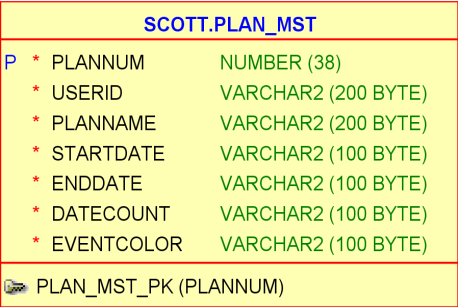 SCOTT.PLAN_MST
P * PLANNUM NUMBER (38)
* USERID VARCHAR2 (200 BYTE)
* PLANNAME VARCHAR2 (200 BYTE)
* STARTDATE VARCHAR2 (100 BYTE)
* ENDDATE VARCHAR2 (100 BYTE)
* DATECOUNT VARCHAR2 (100 BYTE)
* EVENTCOLOR VARCHAR2 (100 BYTE)
PLAN_MST_PK (PLANNUM)